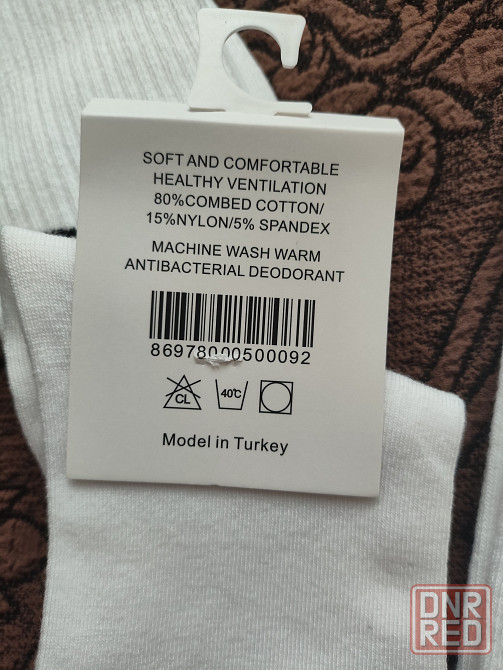 SOFT AND COMFORTABLE
HEALTHY VENTILATION
80%COMBED COTTON/
15%NYLON/5% SPANDEX
MACHINE WASH WARM
ANTIBACTERIAL DEODORANT
86978000500092
CL
40℃
Model in Turkey
DNR
RED